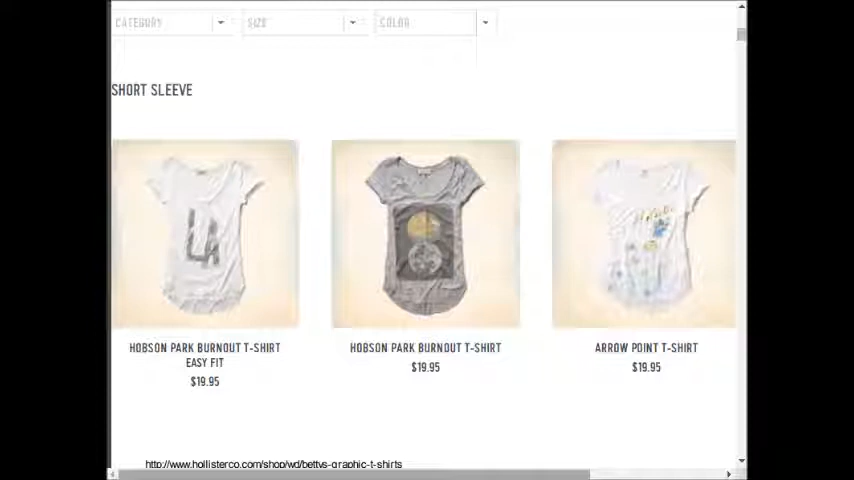 CATEGORY
SIZE
COLOR
SHORT SLEEVE
LA
HOBSON PARK BURNOUT T-SHIRT
EASY FIT
$19.95
HOBSON PARK BURNOUT T-SHIRT
$19.95
ARROW POINT T-SHIRT
$19.95
http://www.hollisterco.com/shop/wd/bettys-graphic-t-shirts